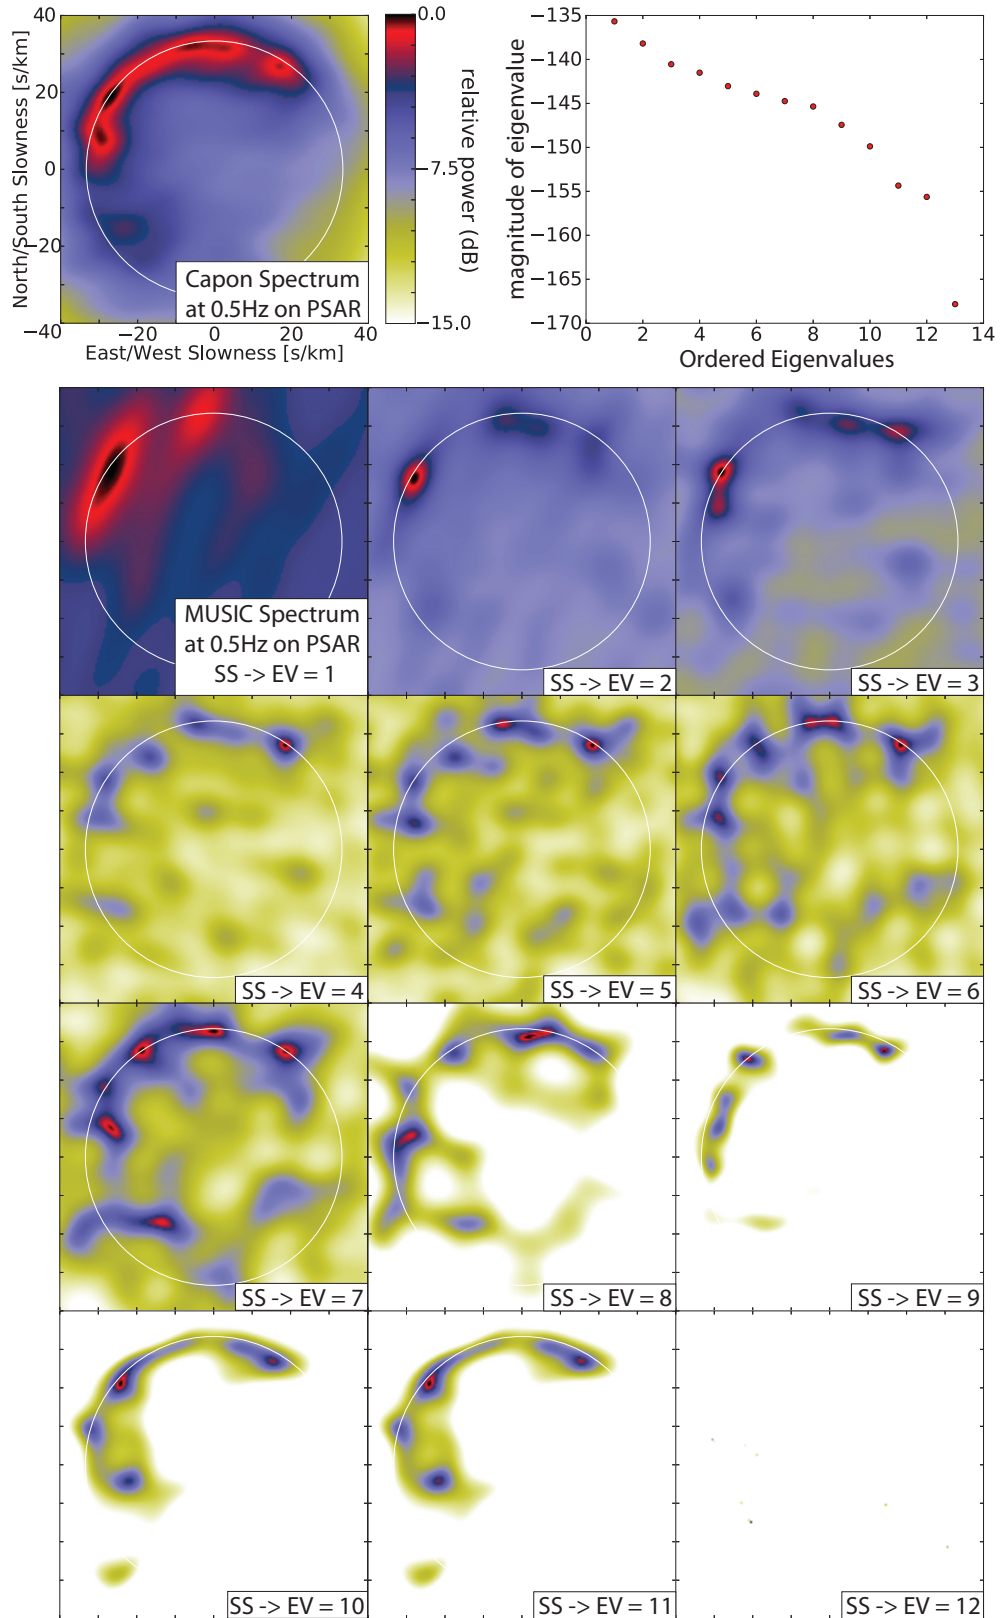 40
20
0
−20
−40
North/South Slowness [s/km]
−40
−20
0
20
40
East/West Slowness [s/km]
Capon Spectrum
at 0.5Hz on PSAR
0.0
−7.5
−15.0
relative power (dB)
−135
−140
−145
−150
−155
−160
−165
−170
magnitude of eigenvalue
0
2
4
6
8
10
12
14
Ordered Eigenvalues
MUSIC Spectrum
at 0.5Hz on PSAR
SS -> EV = 1
SS -> EV = 2
SS -> EV = 3
SS -> EV = 4
SS -> EV = 5
SS -> EV = 6
SS -> EV = 7
SS -> EV = 8
SS -> EV = 9
SS -> EV = 10
SS -> EV = 11
SS -> EV = 12